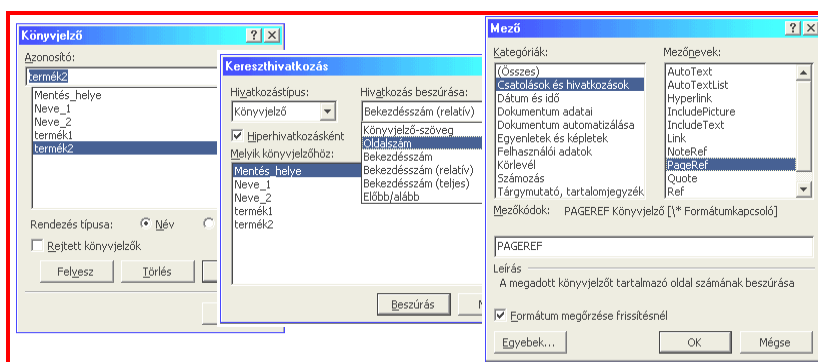 Könyvjelző
Azonosító:
termék2
Mentés_helye
Neve_1
Neve_2
termék1
termék2
Rendezés típusa: Név
Rejtett könyvjelzők
Felvesz Törlés
Kereszthivatkozás
Hivatkozástípus: Hivatkozás beszúrása:
Könyvjelző Bekezdésszám (relatív)
Hiperhivatkozásként
Könyvjelző-szöveg
Oldalszám
Bekezdésszám
Bekezdésszám (relatív)
Bekezdésszám (teljes)
Előbb/alább
Melyik könyvjelzőhöz:
Mentés_helye
Neve_1
Neve_2
termék1
termék2
Beszúrás
Mező
Kategóriák: Mezőnevek:
(Összes)
Csatolások és hivatkozások
Dátum és idő
Dokumentum adatai
Dokumentum automatizálása
Egyenletek és képletek
Felhasználói adatok
Körlevél
Számozás
Tárgymutató, tartalomjegyzék
AutoText
AutoTextList
Hyperlink
IncludePicture
IncludeText
Link
NoteRef
PageRef
Quote
Ref
Mezőkódok: PAGEREF Könyvjelző [\* Formátumkapcsoló]
PAGEREF
Leírás
A megadott könyvjelzőt tartalmazó oldal számának beszúrása
Formátum megőrzése frissítésnél
Egyebek... OK Mégse